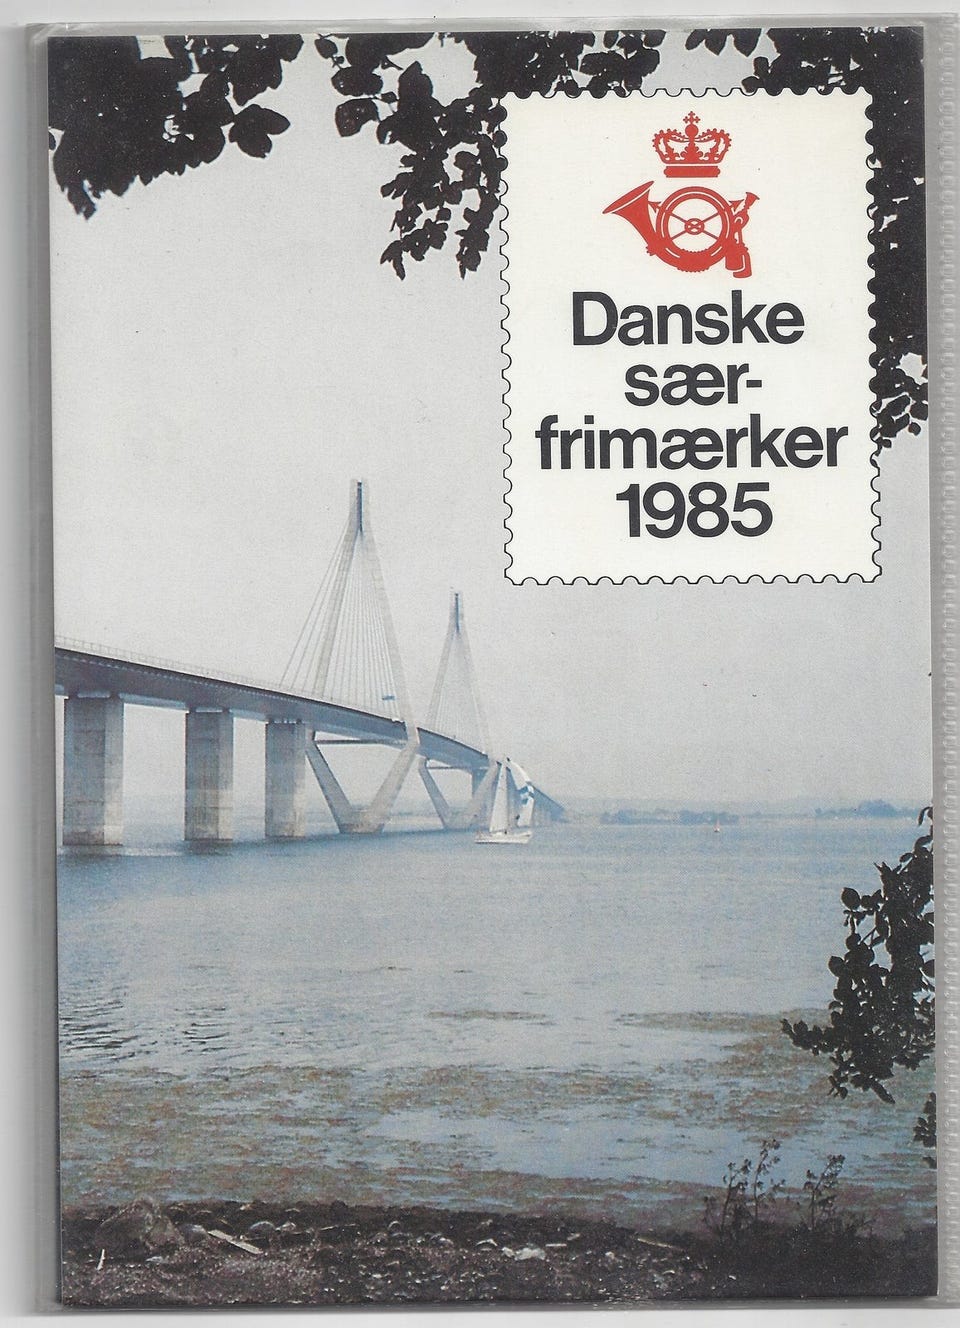 Danske
sær-
frimærker
1985